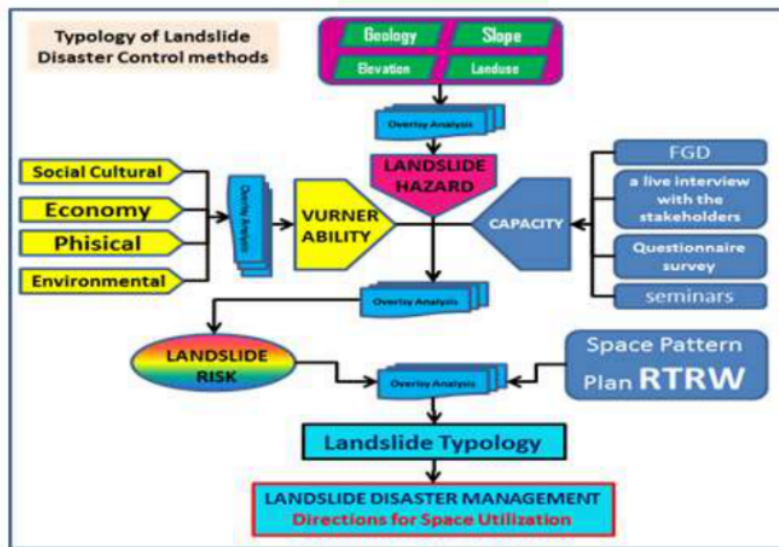 Typology of Landslide
Disaster Control methods
Geology
Slope
Elevation
Landuse
Overlay Analysis
LANDSLIDE
HAZARD
Social Cultural
Economy
Phisical
Environmental
Overlay Analysis
VURNER
ABILITY
CAPACITY
FGD
a live interview
with the
stakeholders
Questionnaire
survey
seminars
Overlay Analysis
LANDSLIDE
RISK
Overlay Analysis
Space Pattern
Plan RTRW
Landslide Typology
LANDSLIDE DISASTER MANAGEMENT
Directions for Space Utilization